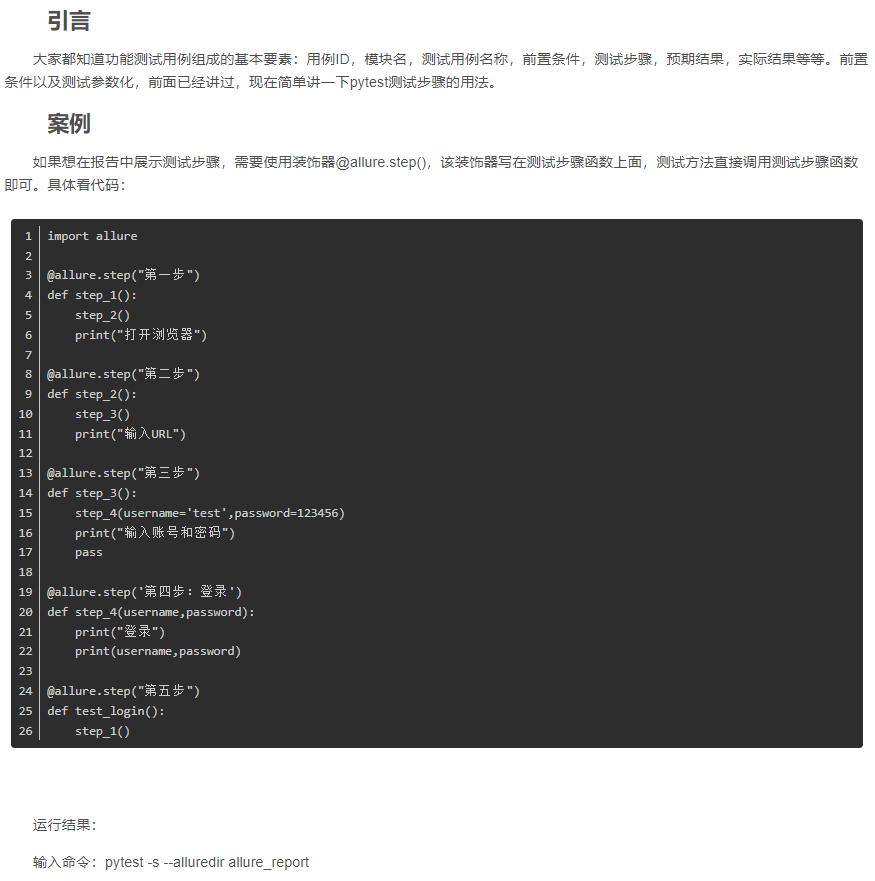 引言
大家都知道功能测试用例组成的基本要素：用例ID，模块名，测试用例名称，前置条件，测试步骤，预期结果，实际结果等等。前置
条件以及测试参数化，前面已经讲过，现在简单讲一下pytest测试步骤的用法。
案例
如果想在报告中展示测试步骤，需要使用装饰器@allure.step()，该装饰器写在测试步骤函数上面，测试方法直接调用测试步骤函数
即可。具体看代码：
1 import allure
2
3 @allure.step("第一步")
4 def step_1():
5     step_2()
6     print("打开浏览器")
7
8 @allure.step("第二步")
9 def step_2():
10     step_3()
11     print("输入URL")
12
13 @allure.step("第三步")
14 def step_3():
15     step_4(username='test',password=123456)
16     print("输入账号和密码")
17     pass
18
19 @allure.step('第四步：登录')
20 def step_4(username,password):
21     print("登录")
22     print(username,password)
23
24 @allure.step("第五步")
25 def test_login():
26     step_1()
运行结果：
输入命令：pytest -s --alluredir allure_report